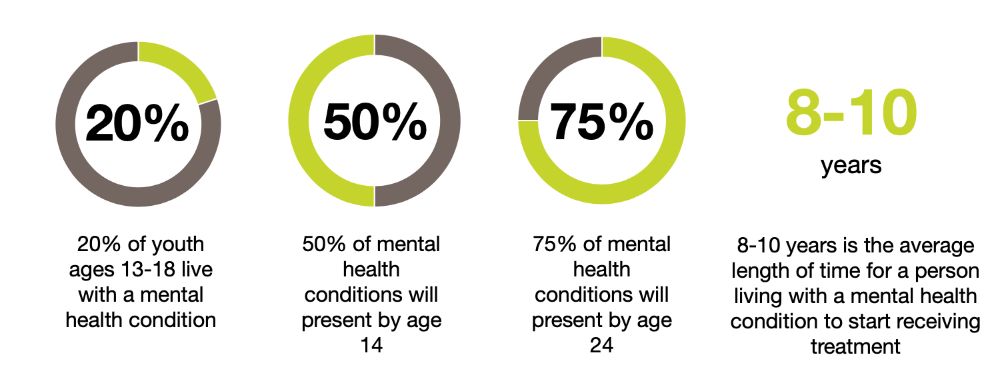 20%
20% of youth
ages 13-18 live
with a mental
health condition
50%
50% of mental
health
conditions will
present by age
14
75%
75% of mental
health
conditions will
present by age
24
8-10
years
8-10 years is the average
length of time for a person
living with a mental health
condition to start receiving
treatment